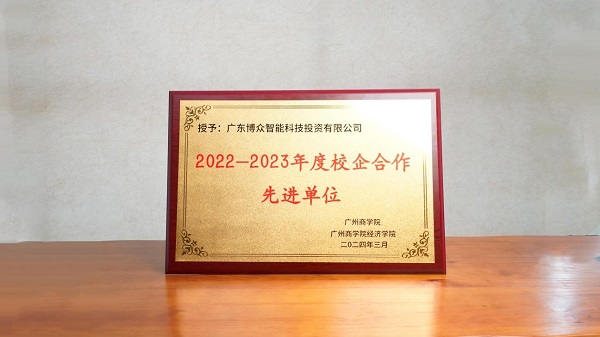 授予：广东博众智能科技投资有限公司
2022—2023年度校企合作
先进单位
广州商学院
广州商学院经济学院
二〇二四年三月